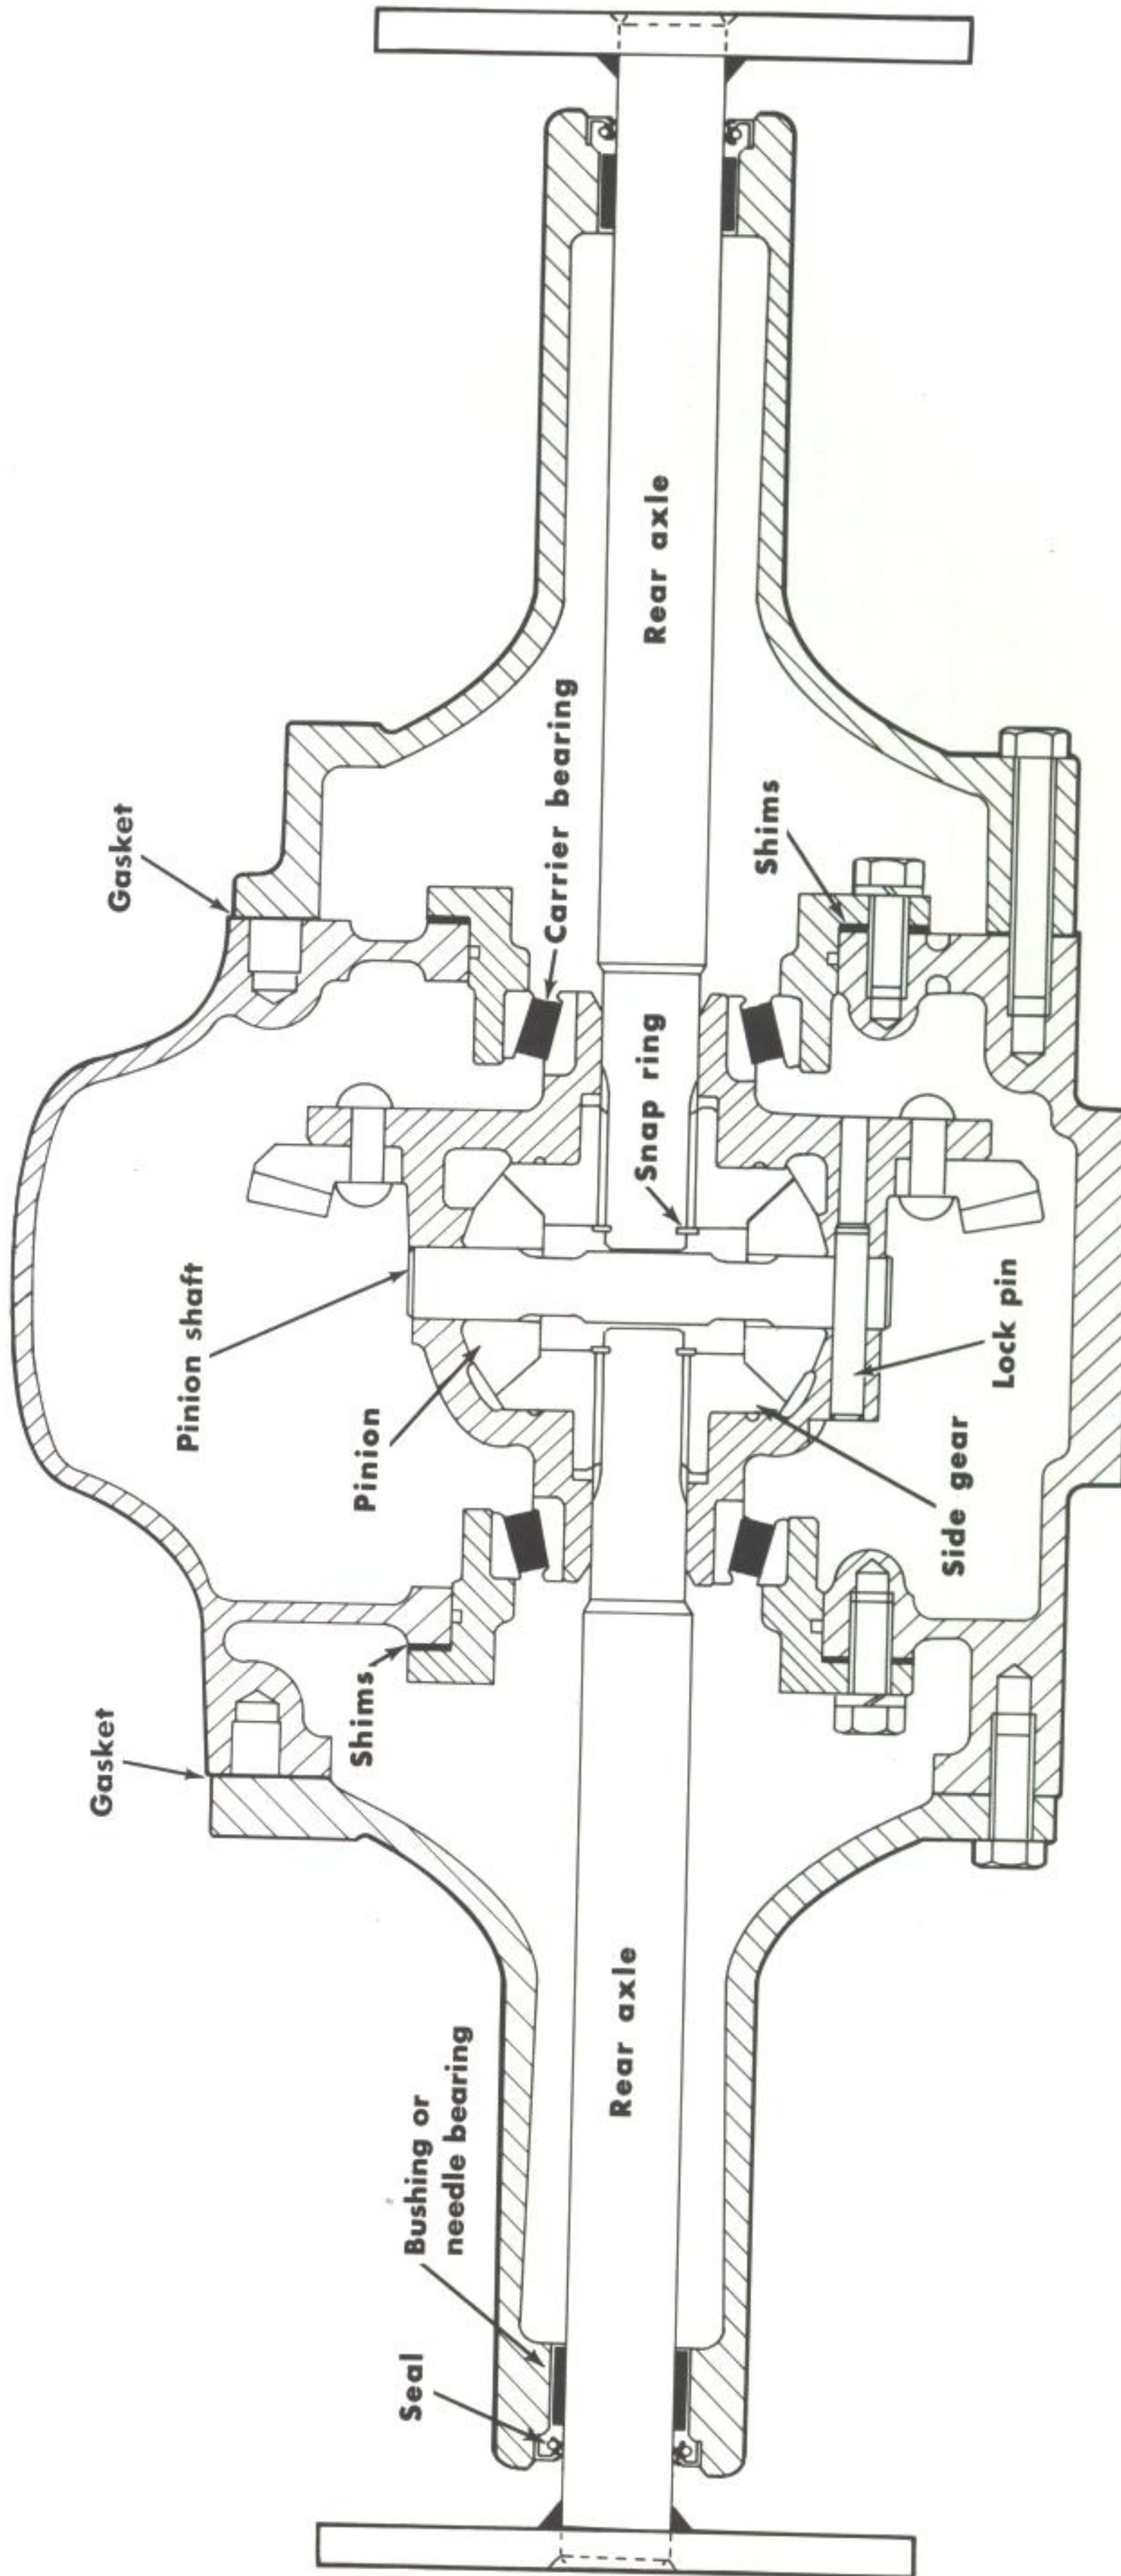 Gasket
Gasket
Pinion shaft
Pinion
Shims
Carrier bearing
Bushing or
needle bearing
Seal
Rear axle
Rear axle
Snap ring
Shims
Side gear
Lock pin